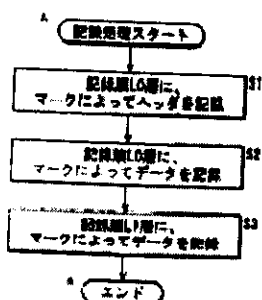 記録処理スタート
記録層L0層に、
マークによってヘッダを記録
S1
記録層L0層に、
マークによってデータを記録
S2
記録層L1層に、
マークによってデータを記録
S3
エンド